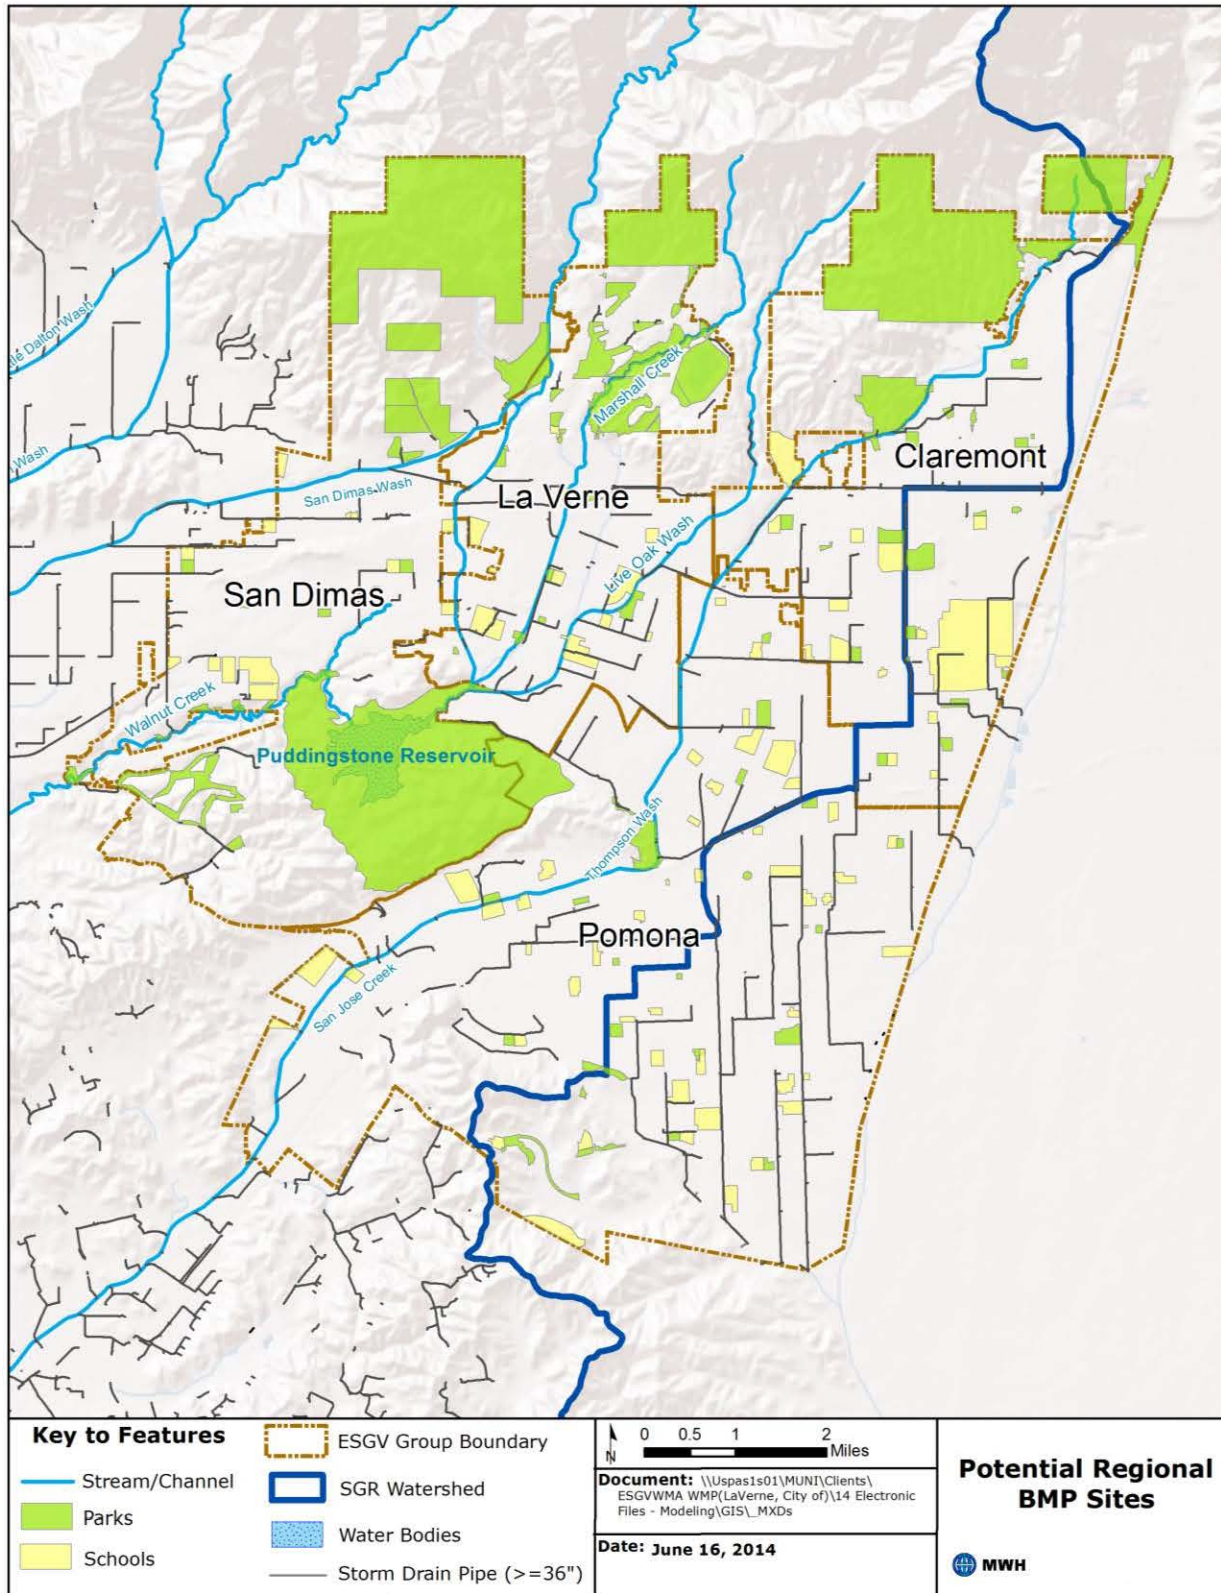 Little Dalton Wash
Wash
San Dimas Wash
Marshall Creek
Claremont
La Verne
Live Oak Wash
San Dimas
Walnut Creek
Puddingstone Reservoir
Thompson Wash
Pomona
San Jose Creek
Key to Features
Stream/Channel
Parks
Schools
ESGV Group Boundary
SGR Watershed
Water Bodies
Storm Drain Pipe (>=36")
N
0 0.5 1 2
Miles
Document: \\Uspas1s01\MUNI\Clients\
ESGVWMA WMP(LaVerne, City of)\14 Electronic
Files - Modeling\GIS\_MXDs
Date: June 16, 2014
Potential Regional
BMP Sites
MWH